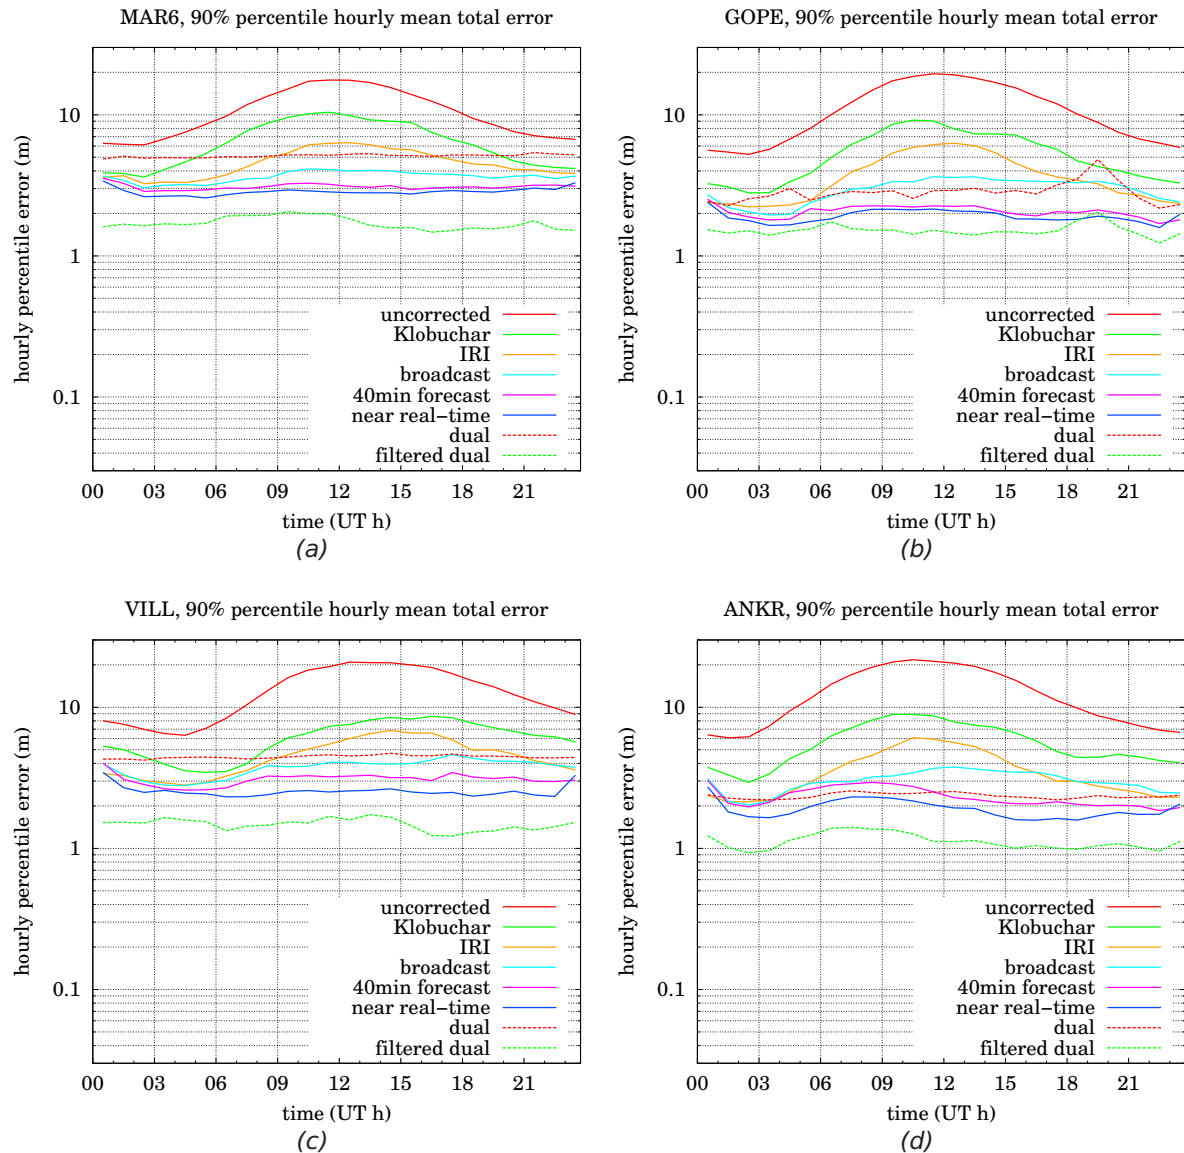 MAR6, 90% percentile hourly mean total error
hourly percentile error (m)
10
1
0.1
uncorrected
Klobuchar
IRI
broadcast
40min forecast
near real-time
dual
filtered dual
00 03 06 09 12 15 18 21
time (UT h)
(a)
GOPE, 90% percentile hourly mean total error
hourly percentile error (m)
10
1
0.1
uncorrected
Klobuchar
IRI
broadcast
40min forecast
near real-time
dual
filtered dual
00 03 06 09 12 15 18 21
time (UT h)
(b)
VILL, 90% percentile hourly mean total error
hourly percentile error (m)
10
1
0.1
uncorrected
Klobuchar
IRI
broadcast
40min forecast
near real-time
dual
filtered dual
00 03 06 09 12 15 18 21
time (UT h)
(c)
ANKR, 90% percentile hourly mean total error
hourly percentile error (m)
10
1
0.1
uncorrected
Klobuchar
IRI
broadcast
40min forecast
near real-time
dual
filtered dual
00 03 06 09 12 15 18 21
time (UT h)
(d)